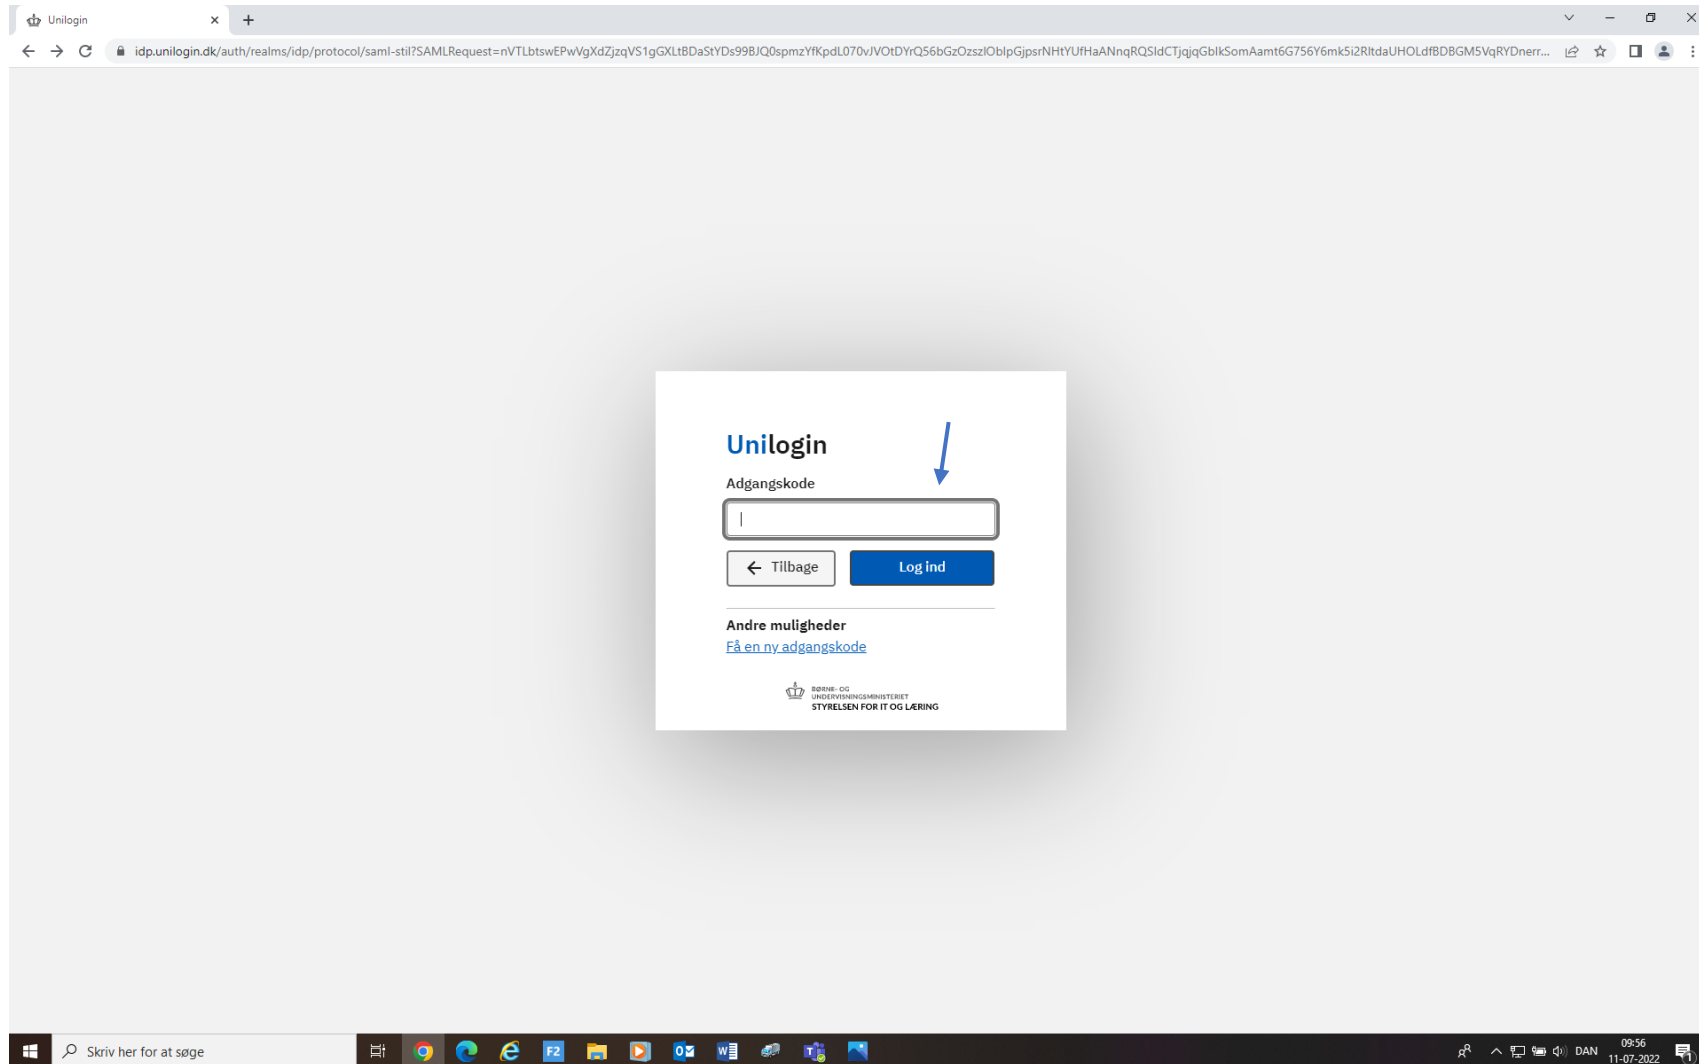 Unilogin
idp.unilogin.dk/auth/realms/idp/protocol/saml-stil?SAMLRequest=nVTLbtswEPwVgXdZjzqVS1gGXLtBDaStYDs99BJQ0spmzYfKpdL070vJVOtDYrQ56bGzOzszIOblpGjpsrNHtYUfHaANnqRQSIdCTjqjqGblkSomAamt6G756Y6mk5i2RltdaUHOLdfBDBGM5VqRYDnerr...
Unilogin
Adgangskode
Tilbage
Log ind
Andre muligheder
Få en ny adgangskode
BØRNE- OG
UNDERVISNINGSMINISTERIET
STYRELSEN FOR IT OG LÆRING
Skriv her for at søge
F2
DAN
09:56
11-07-2022